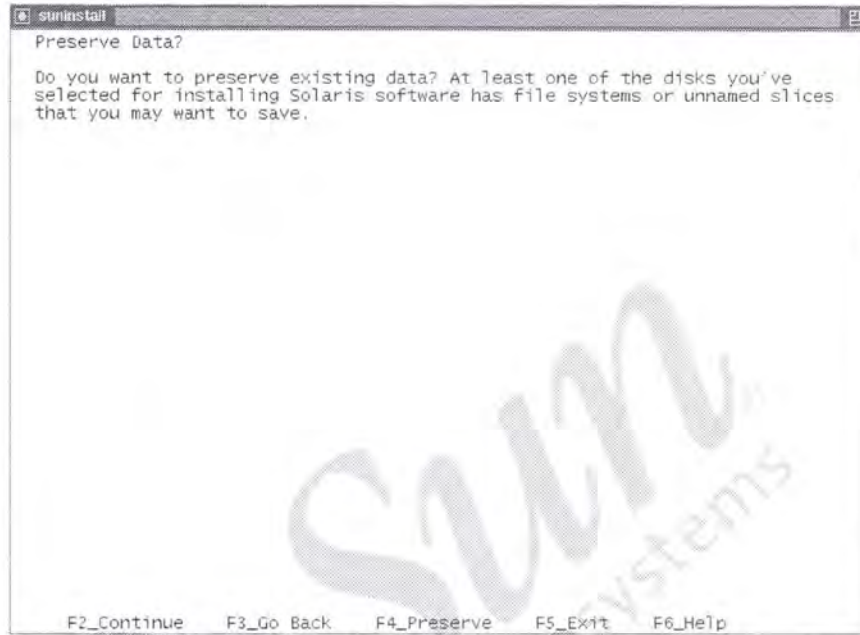 suninstall
Preserve Data?
Do you want to preserve existing data? At least one of the disks you've
selected for installing Solaris software has file systems or unnamed slices
that you may want to save.
Sun
systems
F2_Continue F3_Go Back F4_Preserve F5_Exit F6_Help